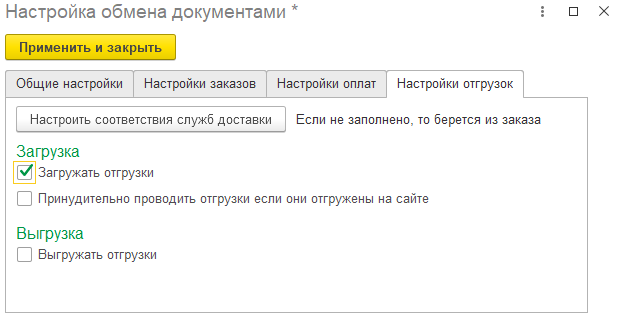 Настройка обмена документами *
Применить и закрыть
Общие настройки Настройки заказов Настройки оплат Настройки отгрузок
Настроить соответствия служб доставки Если не заполнено, то берется из заказа
Загрузка
Загружать отгрузки
Принудительно проводить отгрузки если они отгружены на сайте
Выгрузка
Выгружать отгрузки